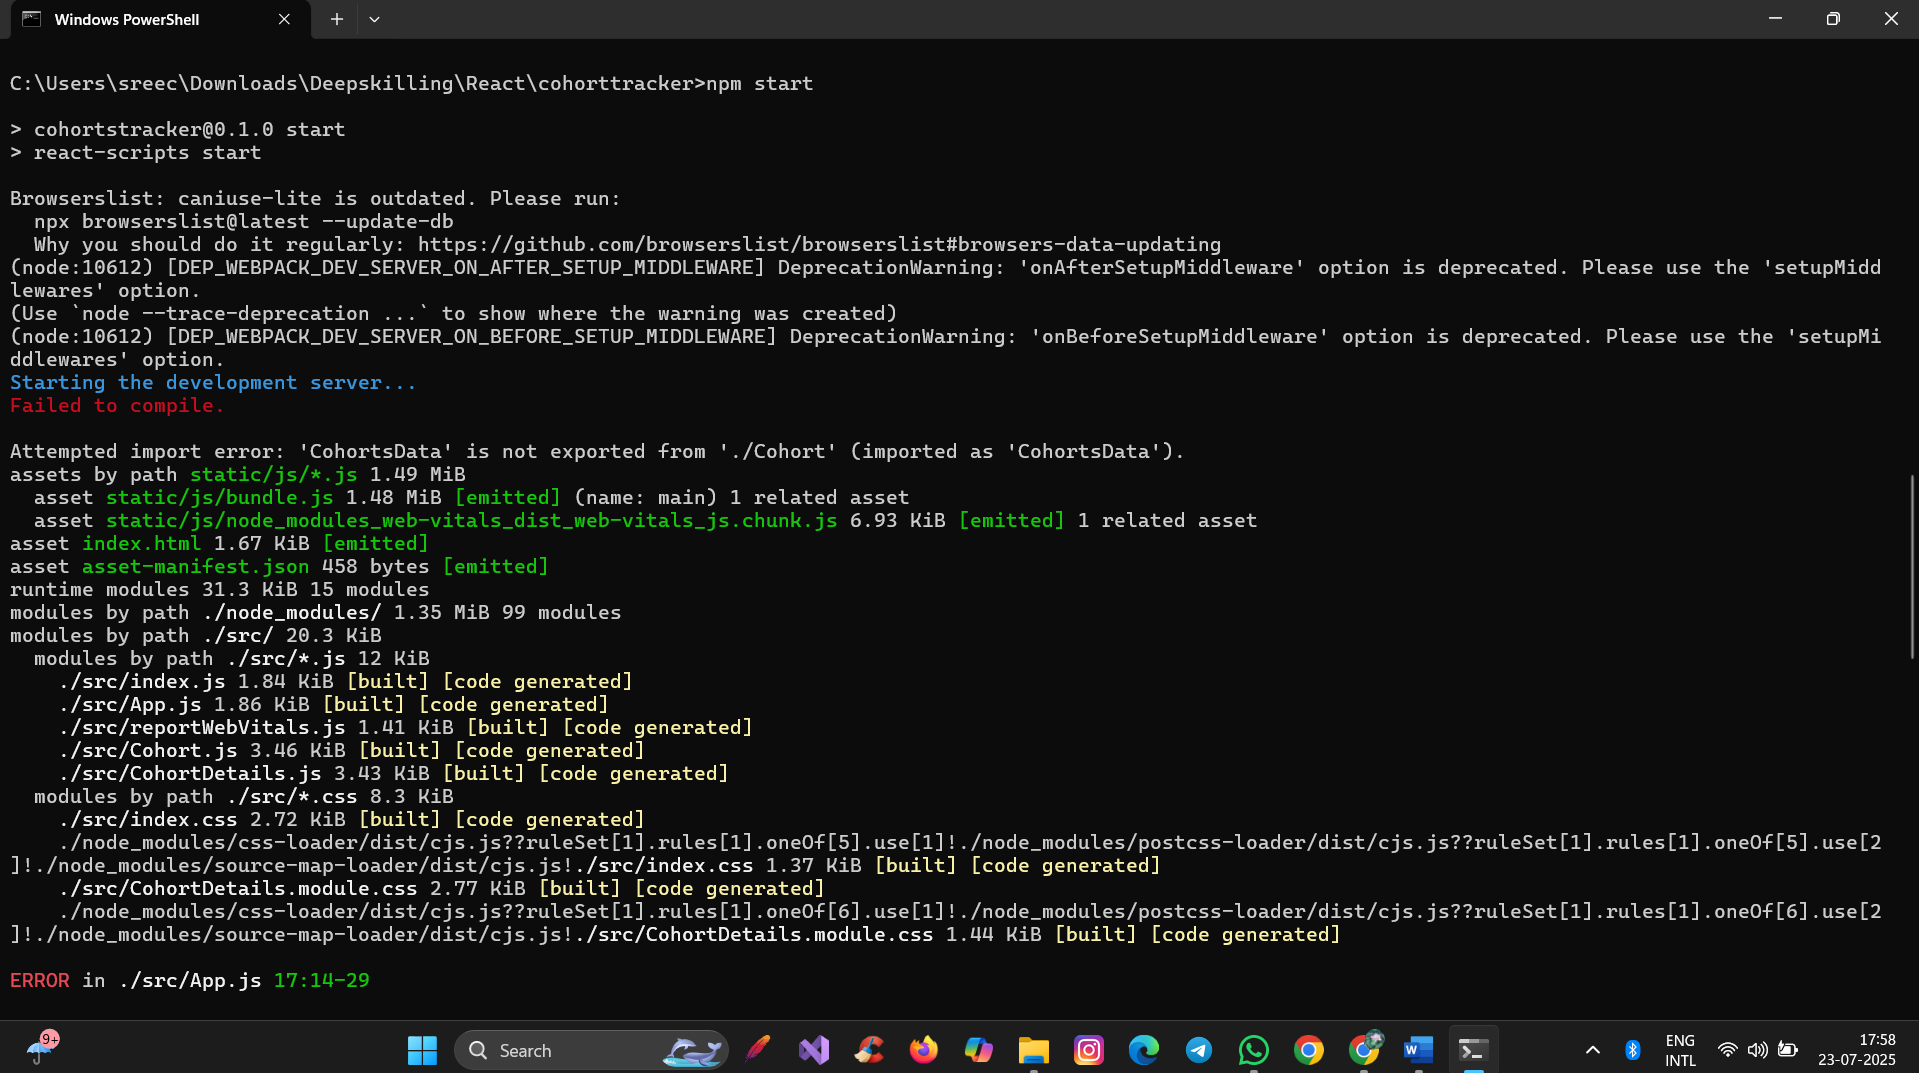 Windows PowerShell
C:\Users\sreec\Downloads\Deepskilling\React\cohorttracker>npm start
> cohortstracker@0.1.0 start
> react-scripts start
Browserslist: caniuse-lite is outdated. Please run:
  npx browserslist@latest --update-db
  Why you should do it regularly: https://github.com/browserslist/browserslist#browsers-data-updating
(node:10612) [DEP_WEBPACK_DEV_SERVER_ON_AFTER_SETUP_MIDDLEWARE] DeprecationWarning: 'onAfterSetupMiddleware' option is deprecated. Please use the 'setupMidd
lewares' option.
(Use `node --trace-deprecation ...` to show where the warning was created)
(node:10612) [DEP_WEBPACK_DEV_SERVER_ON_BEFORE_SETUP_MIDDLEWARE] DeprecationWarning: 'onBeforeSetupMiddleware' option is deprecated. Please use the 'setupMi
ddlewares' option.
Starting the development server...
Failed to compile.
Attempted import error: 'CohortsData' is not exported from './Cohort' (imported as 'CohortsData').
assets by path static/js/*.js 1.49 MiB
  asset static/js/bundle.js 1.48 MiB [emitted] (name: main) 1 related asset
  asset static/js/node_modules_web-vitals_dist_web-vitals_js.chunk.js 6.93 KiB [emitted] 1 related asset
asset index.html 1.67 KiB [emitted]
asset asset-manifest.json 458 bytes [emitted]
runtime modules 31.3 KiB 15 modules
modules by path ./node_modules/ 1.35 MiB 99 modules
modules by path ./src/ 20.3 KiB
  modules by path ./src/*.js 12 KiB
    ./src/index.js 1.84 KiB [built] [code generated]
    ./src/App.js 1.86 KiB [built] [code generated]
    ./src/reportWebVitals.js 1.41 KiB [built] [code generated]
    ./src/Cohort.js 3.46 KiB [built] [code generated]
    ./src/CohortDetails.js 3.43 KiB [built] [code generated]
  modules by path ./src/*.css 8.3 KiB
    ./src/index.css 2.72 KiB [built] [code generated]
    ./node_modules/css-loader/dist/cjs.js??ruleSet[1].rules[1].oneOf[5].use[1]!./node_modules/postcss-loader/dist/cjs.js??ruleSet[1].rules[1].oneOf[5].use[2
]!./node_modules/source-map-loader/dist/cjs.js!./src/index.css 1.37 KiB [built] [code generated]
    ./src/CohortDetails.module.css 2.77 KiB [built] [code generated]
    ./node_modules/css-loader/dist/cjs.js??ruleSet[1].rules[1].oneOf[6].use[1]!./node_modules/postcss-loader/dist/cjs.js??ruleSet[1].rules[1].oneOf[6].use[2
]!./node_modules/source-map-loader/dist/cjs.js!./src/CohortDetails.module.css 1.44 KiB [built] [code generated]
ERROR in ./src/App.js 17:14-29
9+
Search
ENG
INTL
17:58
23-07-2025